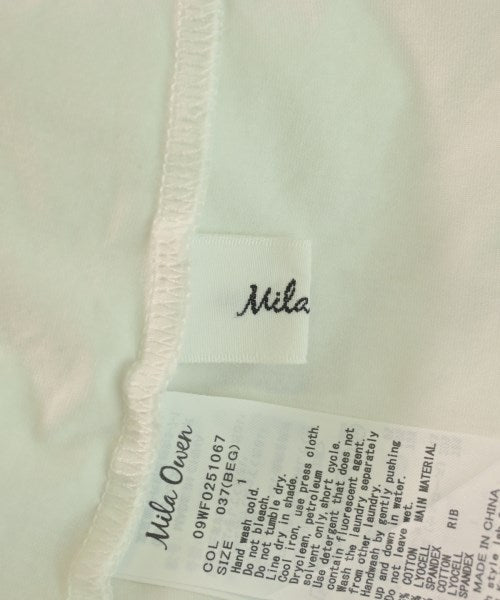 Mila
Mila Owen
09WF0251067
COL 037(BEG)
SIZE 1
Hand wash cold.
Do not bleach.
Do not tumble dry.
Line dry in shade.
Cool iron, use press cloth.
Dryclean, petroleum
solvent only, short cycle.
Use detergent that does not
contain fluorescent agent.
Wash the laundry separately
from other laundry.
Handwash by gently pushing
up and down in water.
Do not leave wet.
MAIN MATERIAL
% COTTON
% LYOCELL
SPANDEX
RIB
COTTON
LYOCELL
SPANDEX
MADE IN CHINA
style